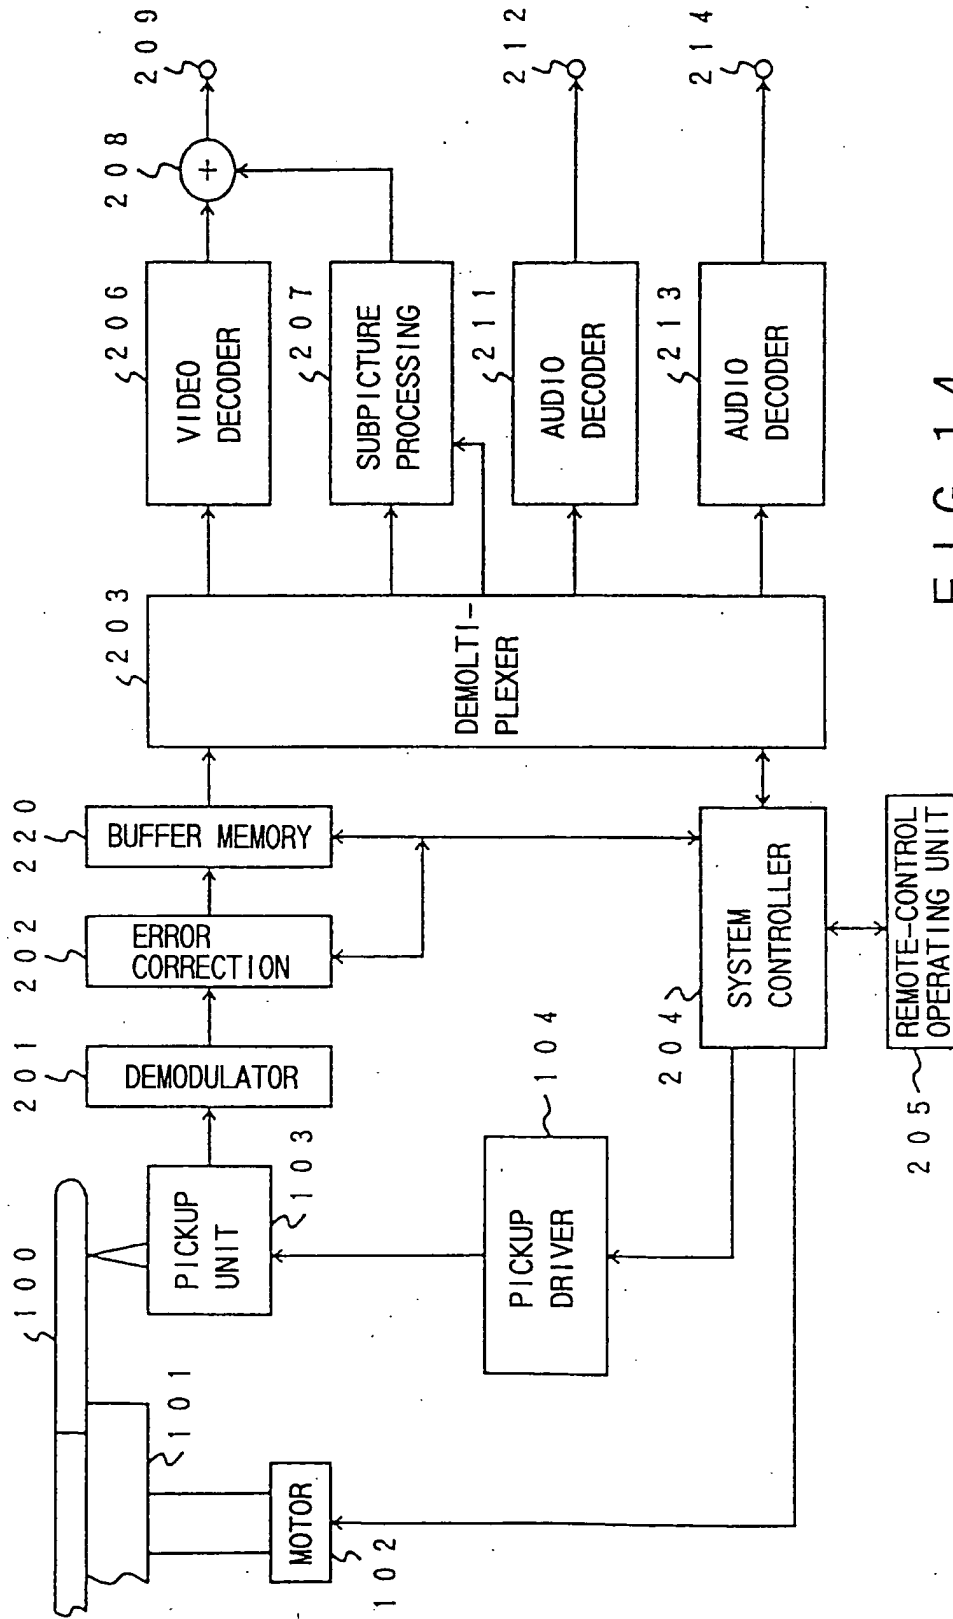 100
101
MOTOR
102
PICKUP
UNIT
103
PICKUP
DRIVER
104
DEMODULATOR
201
ERROR
CORRECTION
202
BUFFER MEMORY
220
SYSTEM
CONTROLLER
204
REMOTE-CONTROL
OPERATING UNIT
205
DEMOLTI-
PLEXER
203
VIDEO
DECODER
206
SUBPICTURE
PROCESSING
207
AUDIO
DECODER
211
AUDIO
DECODER
213
+
208
209
212
214
FIG. 14